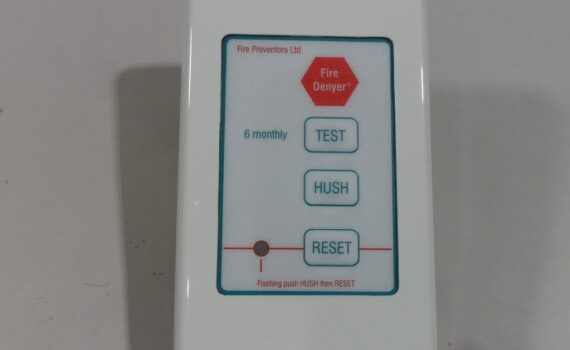 Fire Preventors Ltd
Fire
Denyer®
6 monthly TEST
HUSH
RESET
Flashing push HUSH then RESET